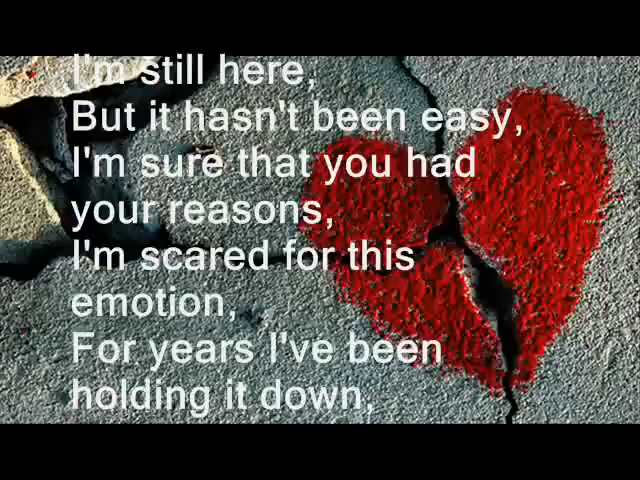 I'm still here,
But it hasn't been easy,
I'm sure that you had
your reasons,
I'm scared for this
emotion,
For years I've been
holding it down,